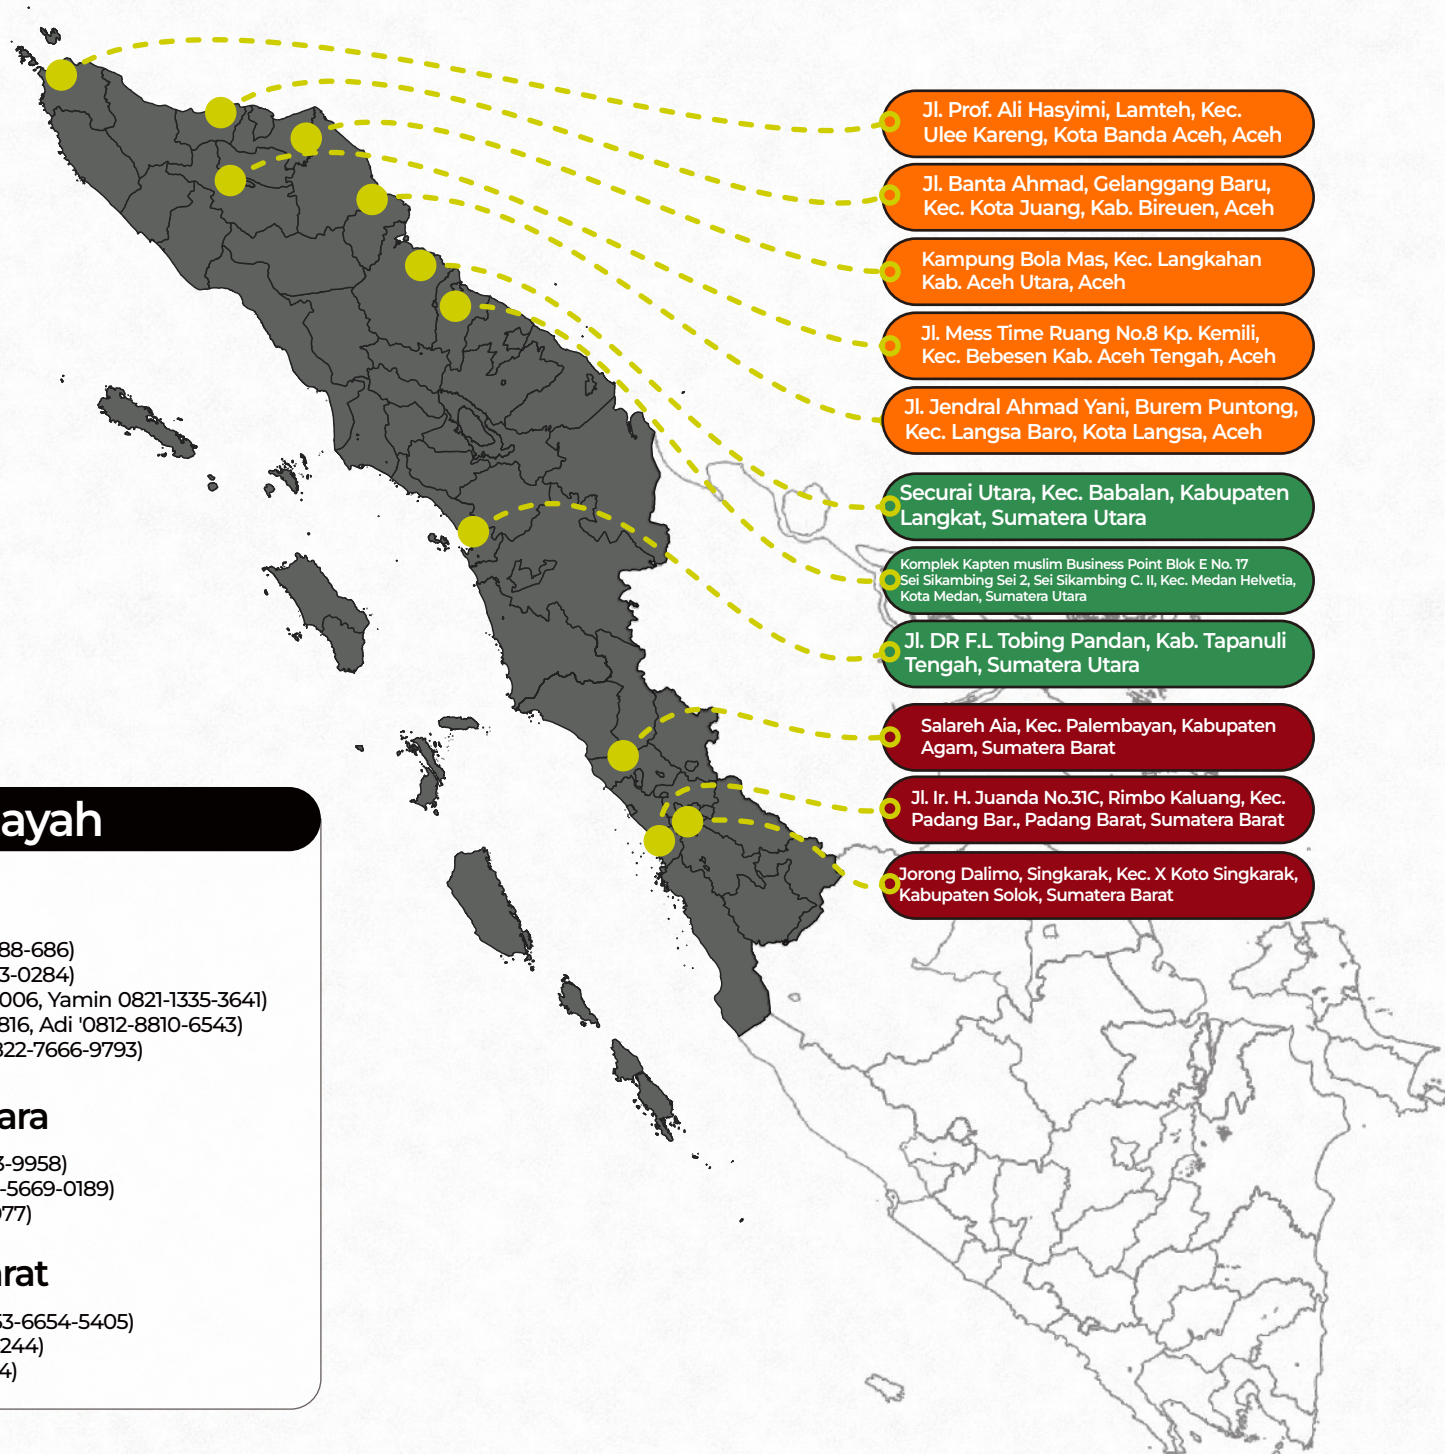 Jl. Prof. Ali Hasyimi, Lamteh, Kec.
Ulee Kareng, Kota Banda Aceh, Aceh
Jl. Banta Ahmad, Gelanggang Baru,
Kec. Kota Juang, Kab. Bireuen, Aceh
Kampung Bola Mas, Kec. Langkahan
Kab. Aceh Utara, Aceh
Jl. Mess Time Ruang No.8 Kp. Kemili,
Kec. Bebesen Kab. Aceh Tengah, Aceh
Jl. Jendral Ahmad Yani, Burem Puntong,
Kec. Langsa Baro, Kota Langsa, Aceh
Securai Utara, Kec. Babalan, Kabupaten
Langkat, Sumatera Utara
Komplek Kapten muslim Business Point Blok E No. 17
Sei Sikambing Sei 2, Sei Sikambing C. II, Kec. Medan Helvetia,
Kota Medan, Sumatera Utara
Jl. DR F.L Tobing Pandan, Kab. Tapanuli
Tengah, Sumatera Utara
Salareh Aia, Kec. Palembayan, Kabupaten
Agam, Sumatera Barat
Jl. Ir. H. Juanda No.31C, Rimbo Kaluang, Kec.
Padang Bar., Padang Barat, Sumatera Barat
Jorong Dalimo, Singkarak, Kec. X Koto Singkarak,
Kabupaten Solok, Sumatera Barat
ayah
88-686)
3-0284)
006, Yamin 0821-1335-3641)
816, Adi '0812-8810-6543)
822-7666-9793)
ara
3-9958)
-5669-0189)
977)
arat
53-6654-5405)
244)
4)